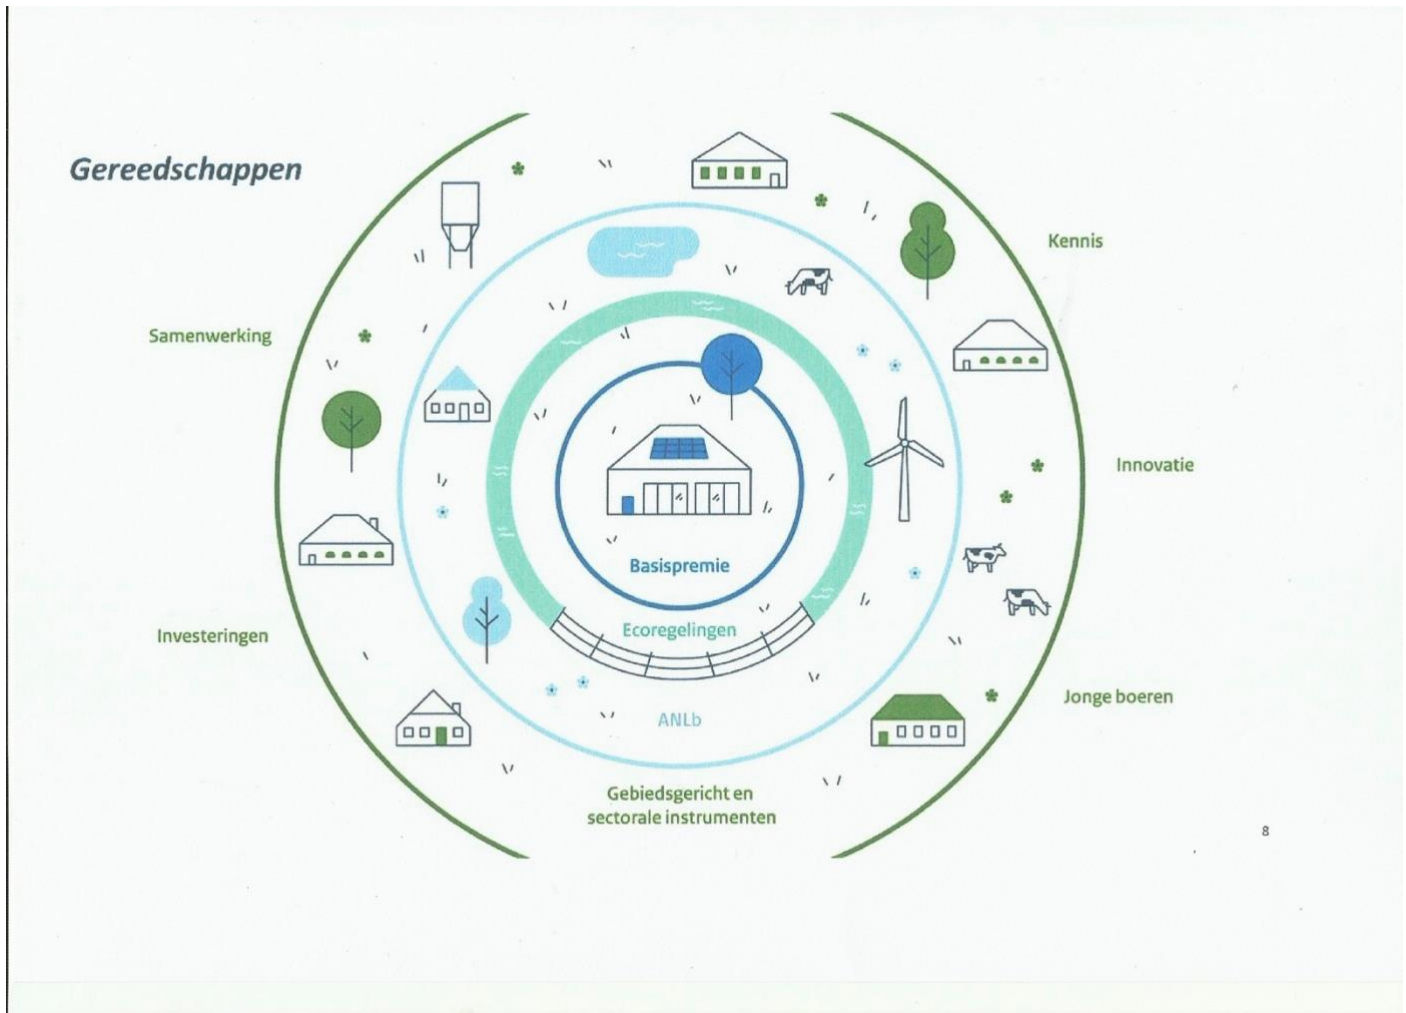 Gereedschappen
Kennis
Samenwerking
Innovatie
Basispremie
Ecoregelingen
Investeringen
Jonge boeren
ANLb
Gebiedsgericht en
sectorale instrumenten
8